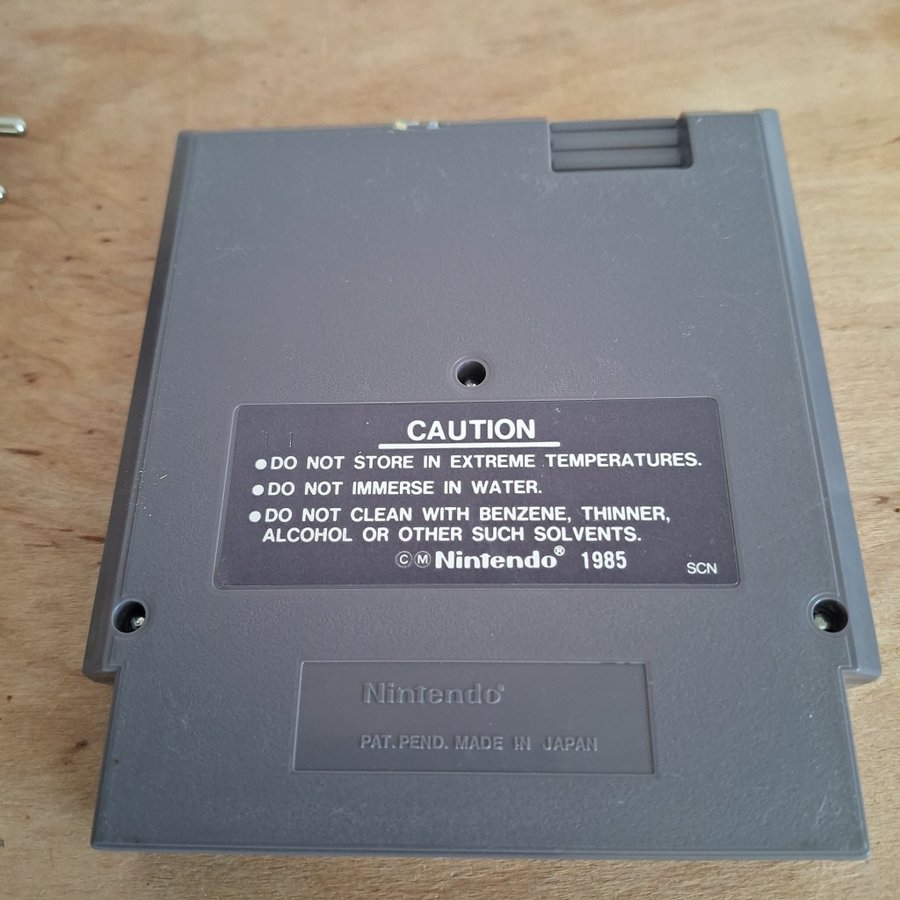 CAUTION
●DO NOT STORE IN EXTREME TEMPERATURES.
●DO NOT IMMERSE IN WATER.
●DO NOT CLEAN WITH BENZENE, THINNER,
ALCOHOL OR OTHER SUCH SOLVENTS.
ⒸⓂ Nintendo® 1985
SCN
Nintendo®
PAT. PEND. MADE IN JAPAN